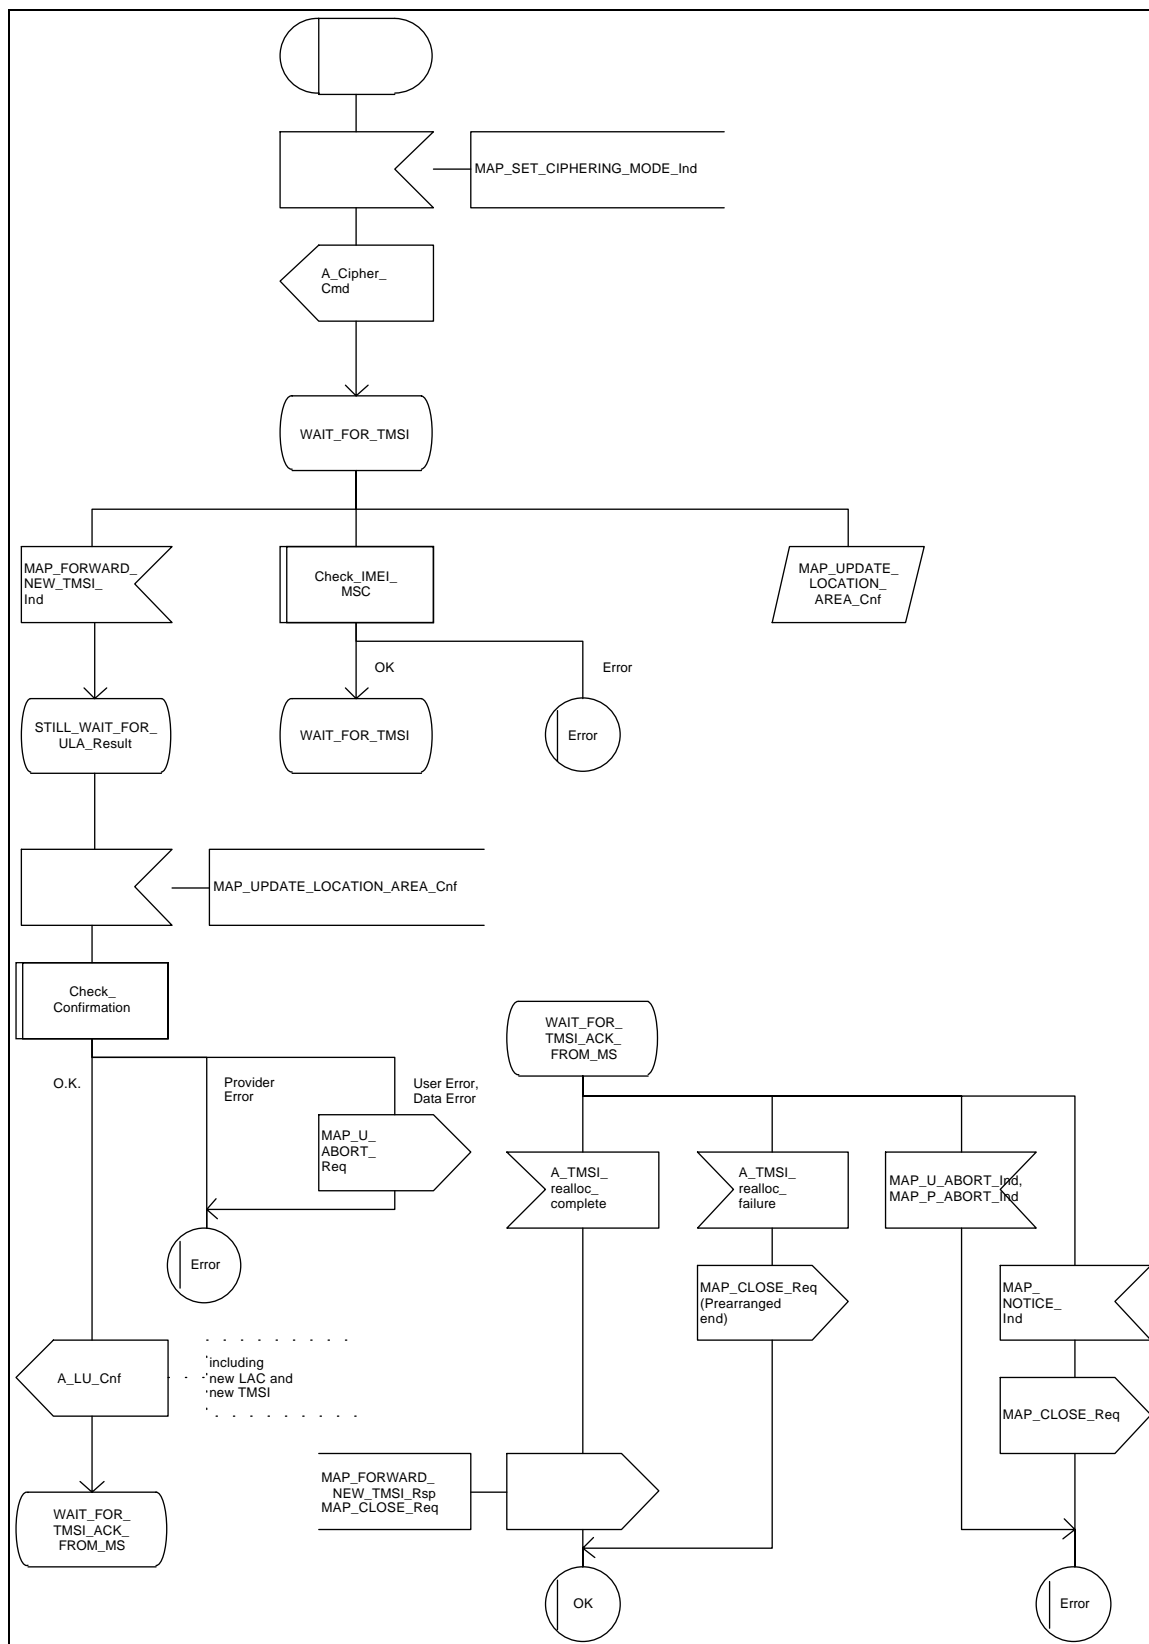 MAP_SET_CIPHERING_MODE_Ind
A_Cipher_
Cmd
WAIT_FOR_TMSI
MAP_FORWARD_
NEW_TMSI_
Ind
Check_IMEI_
MSC
MAP_UPDATE_
LOCATION_
AREA_Cnf
OK
Error
STILL_WAIT_FOR_
ULA_Result
WAIT_FOR_TMSI
Error
MAP_UPDATE_LOCATION_AREA_Cnf
Check_
Confirmation
WAIT_FOR_
TMSI_ACK_
FROM_MS
O.K.
Provider
Error
User Error,
Data Error
MAP_U_
ABORT_
Req
A_TMSI_
realloc_
complete
A_TMSI_
realloc_
failure
MAP_U_ABORT_Ind,
MAP_P_ABORT_Ind
Error
MAP_CLOSE_Req
(Prearranged
end)
MAP_
NOTICE_
Ind
A_LU_Cnf
including
new LAC and
new TMSI
MAP_CLOSE_Req
MAP_FORWARD_
NEW_TMSI_Rsp
MAP_CLOSE_Req
WAIT_FOR_
TMSI_ACK_
FROM_MS
OK
Error